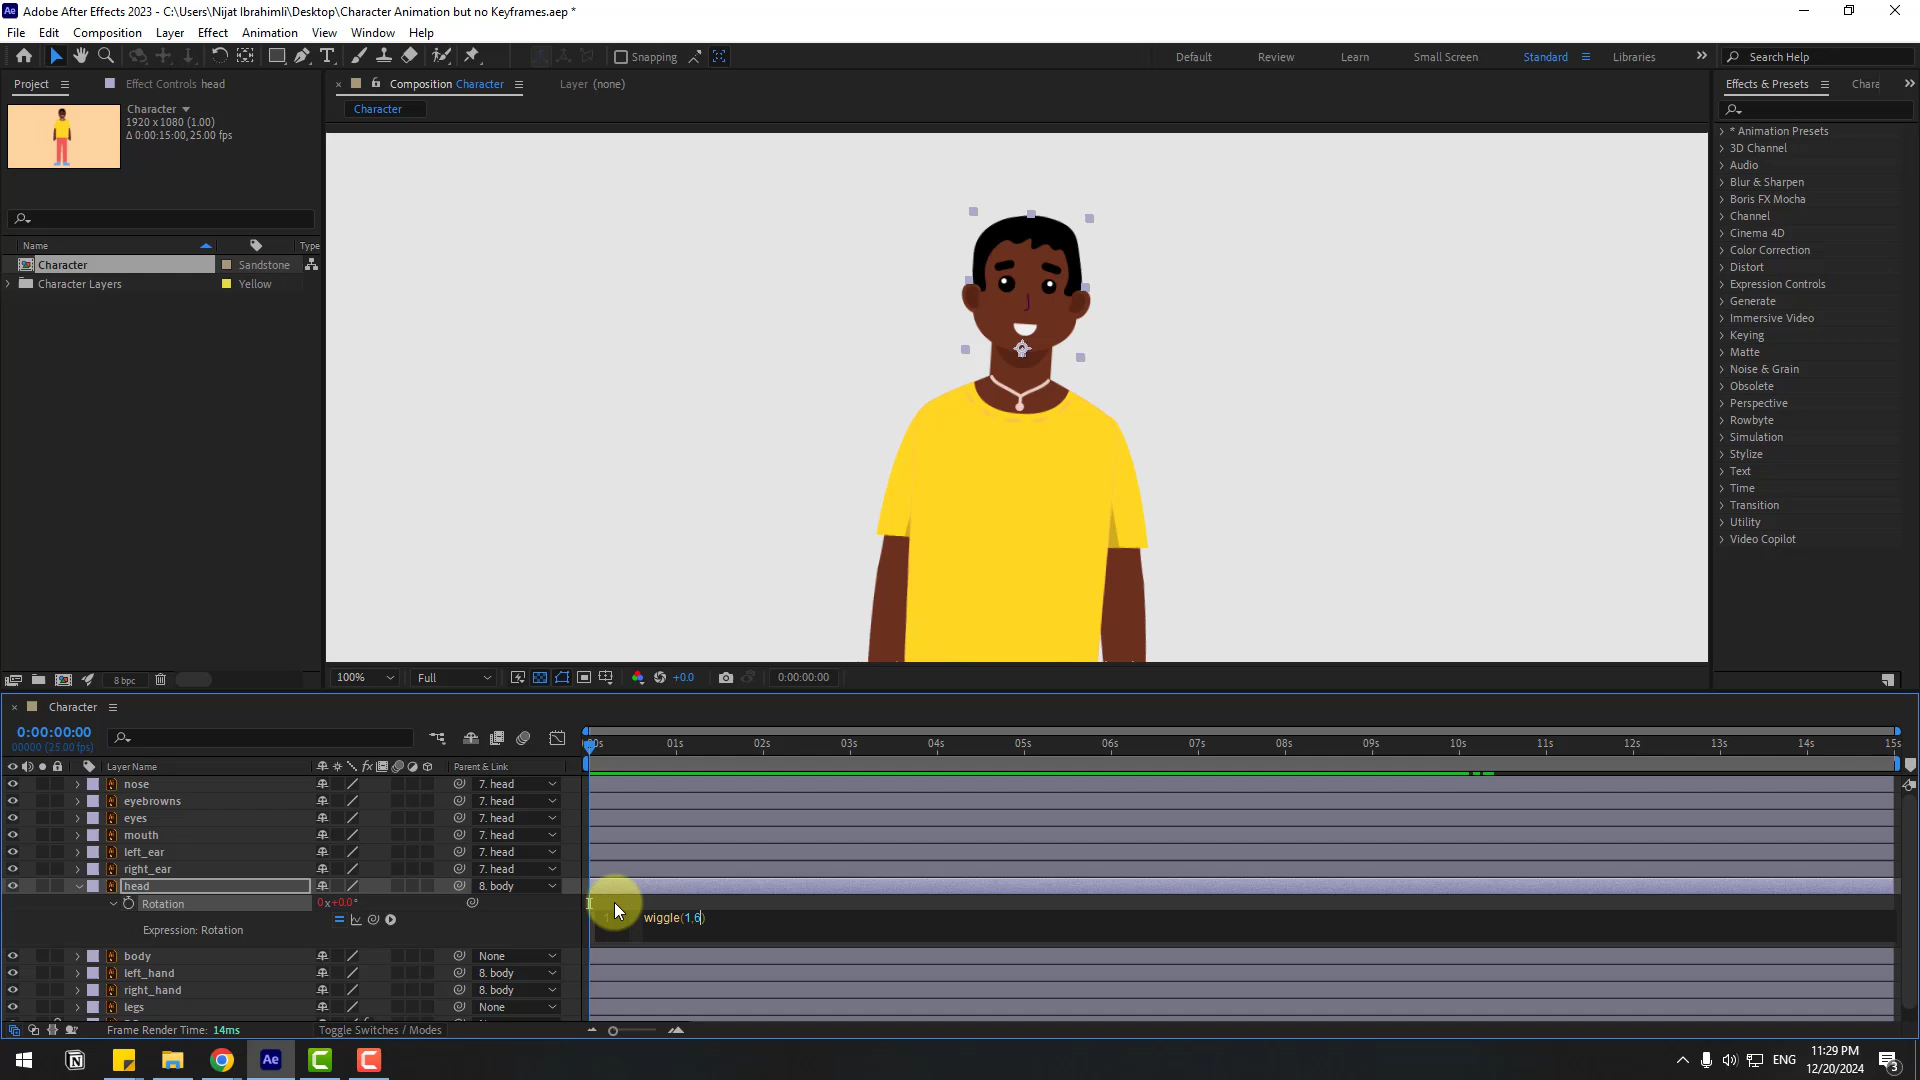 Adobe After Effects 2023 - C:\Users\Nijat Ibrahimli\Desktop\Character Animation but no Keyframes.aep *
File Edit Composition Layer Effect Animation View Window Help
Snapping Default Review Learn Small Screen Standard Libraries Search Help
Project Effect Controls head Composition Character Layer (none) Effects & Presets Chara
Character
Character
1920 x 1080 (1.00)
Δ 0:00:15:00, 25.00 fps
Name Type
Character Sandstone
Character Layers Yellow
* Animation Presets
3D Channel
Audio
Blur & Sharpen
Boris FX Mocha
Channel
Cinema 4D
Color Correction
Distort
Expression Controls
Generate
Immersive Video
Keying
Matte
Noise & Grain
Obsolete
Perspective
Rowbyte
Simulation
Stylize
Text
Time
Transition
Utility
Video Copilot
8 bpc 100% Full +0.0 0:00:00:00
Character
0:00:00:00
00000 (25.00 fps)
00s 01s 02s 03s 04s 05s 06s 07s 08s 09s 10s 11s 12s 13s 14s 15s
Layer Name Parent & Link
nose 7. head
eyebrowns 7. head
eyes 7. head
mouth 7. head
left_ear 7. head
right_ear 7. head
head 8. body
Rotation 0x+0.0°
1 wiggle(1,6)
Expression: Rotation
body None
left_hand 8. body
right_hand 8. body
legs None
Frame Render Time: 14ms Toggle Switches / Modes
ENG 11:29 PM
12/20/2024
3